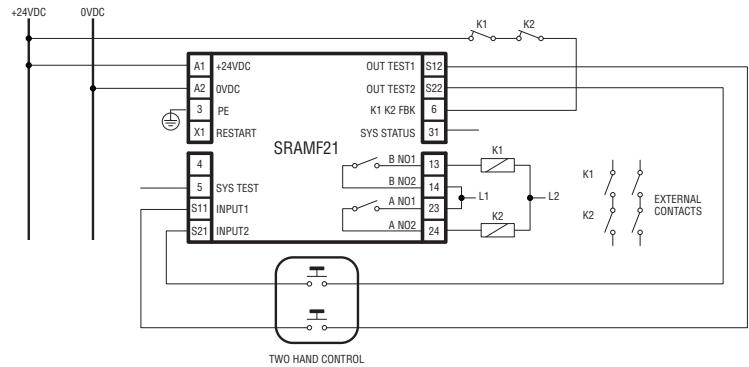 +24VDC 0VDC
K1 K2
A1 +24VDC OUT TEST1 S12
A2 0VDC OUT TEST2 S22
3 PE K1 K2 FBK 6
X1 RESTART SYS STATUS 31
SRAMF21
4 B NO1 13 K1
5 SYS TEST B NO2 14 L1 L2
S11 INPUT1 A NO1 23
S21 INPUT2 A NO2 24 K2
K1
K2
EXTERNAL
CONTACTS
TWO HAND CONTROL